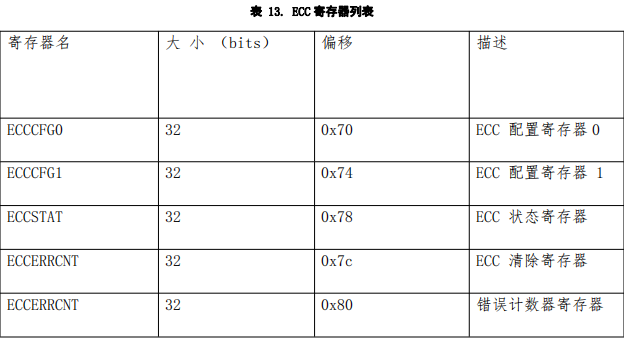 表 13. ECC 寄存器列表
寄存器名 大 小 （bits） 偏移 描述
ECCCFG0 32 0x70 ECC 配置寄存器 0
ECCCFG1 32 0x74 ECC 配置寄存器 1
ECCSTAT 32 0x78 ECC 状态寄存器
ECCERRCNT 32 0x7c ECC 清除寄存器
ECCERRCNT 32 0x80 错误计数器寄存器